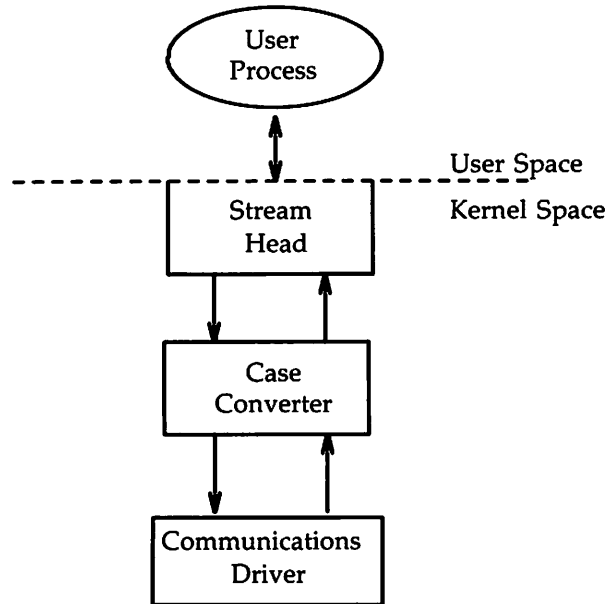 User
Process
User Space
Kernel Space
Stream
Head
Case
Converter
Communications
Driver